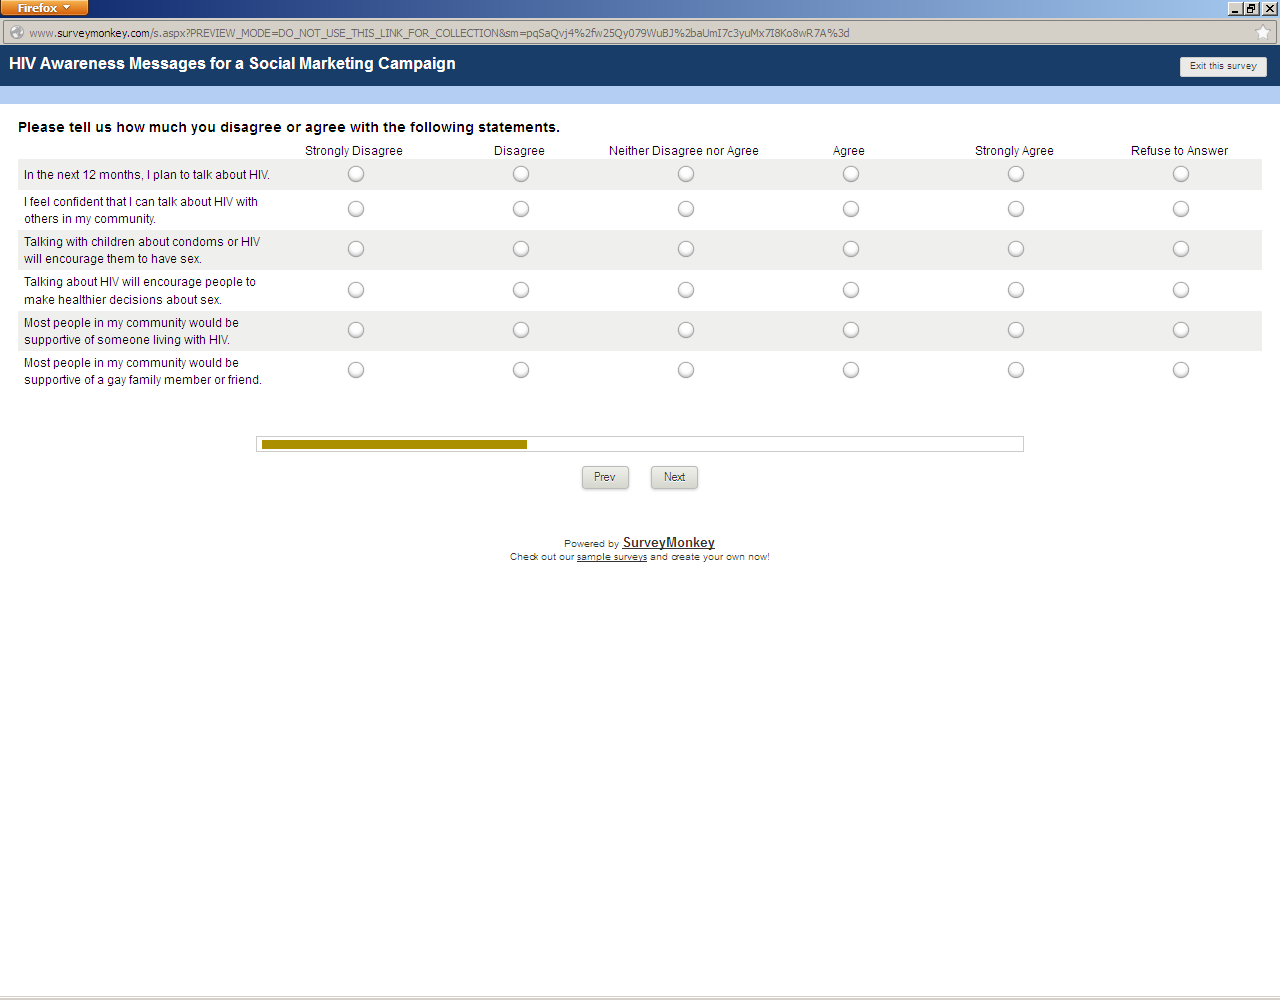 Firefox
www.surveymonkey.com/s.aspx?PREVIEW_MODE=DO_NOT_USE_THIS_LINK_FOR_COLLECTION&sm=pqSaQvj4%2fw25Qy079WuBJ%2baUmI7c3yuMx7I8Ko8wR7A%3d
HIV Awareness Messages for a Social Marketing Campaign
Exit this survey
Please tell us how much you disagree or agree with the following statements.
Strongly Disagree Disagree Neither Disagree nor Agree Agree Strongly Agree Refuse to Answer
In the next 12 months, I plan to talk about HIV.
I feel confident that I can talk about HIV with
others in my community.
Talking with children about condoms or HIV
will encourage them to have sex.
Talking about HIV will encourage people to
make healthier decisions about sex.
Most people in my community would be
supportive of someone living with HIV.
Most people in my community would be
supportive of a gay family member or friend.
Prev Next
Powered by SurveyMonkey
Check out our sample surveys and create your own now!